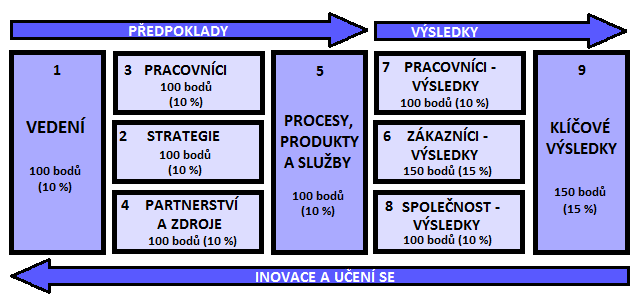 PŘEDPOKLADY
VÝSLEDKY
1
VEDENÍ
100 bodů
(10 %)
3 PRACOVNÍCI
100 bodů
(10 %)
2 STRATEGIE
100 bodů
(10 %)
4 PARTNERSTVÍ
A ZDROJE
100 bodů (10 %)
5
PROCESY,
PRODUKTY
A SLUŽBY
100 bodů
(10 %)
7 PRACOVNÍCI -
VÝSLEDKY
100 bodů (10 %)
6 ZÁKAZNÍCI -
VÝSLEDKY
150 bodů (15 %)
8 SPOLEČNOST -
VÝSLEDKY
100 bodů (10 %)
9
KLÍČOVÉ
VÝSLEDKY
150 bodů
(15 %)
INOVACE A UČENÍ SE